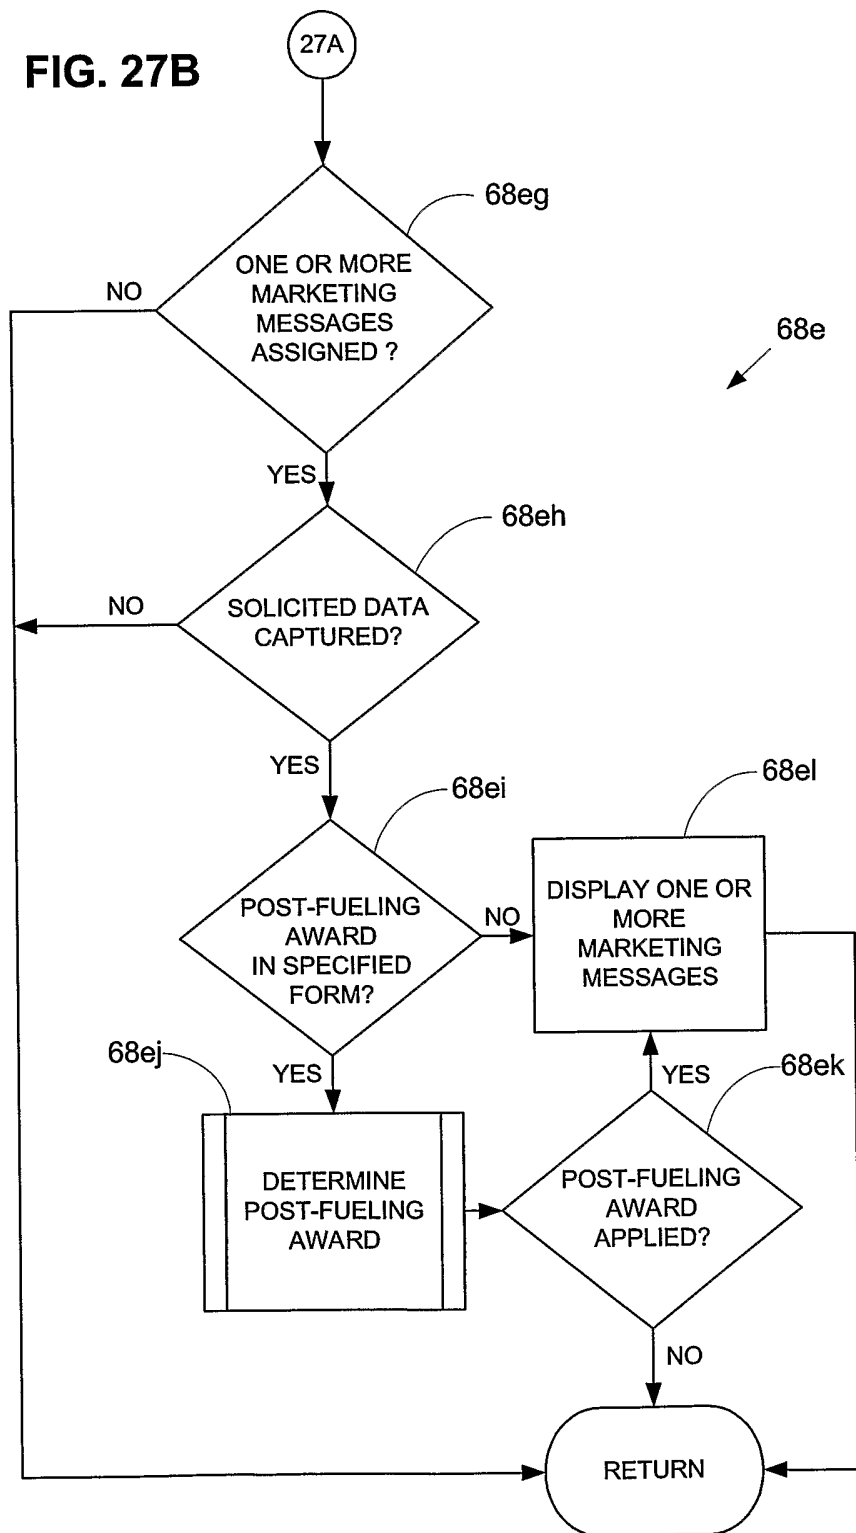 27A
FIG. 27B
68eg
ONE OR MORE
MARKETING
MESSAGES
ASSIGNED ?
NO
68e
YES
68eh
SOLICITED DATA
CAPTURED?
NO
YES
68ei
68el
POST-FUELING
AWARD
IN SPECIFIED
FORM?
NO
DISPLAY ONE OR
MORE
MARKETING
MESSAGES
68ej
YES
YES
68ek
DETERMINE
POST-FUELING
AWARD
POST-FUELING
AWARD
APPLIED?
NO
RETURN